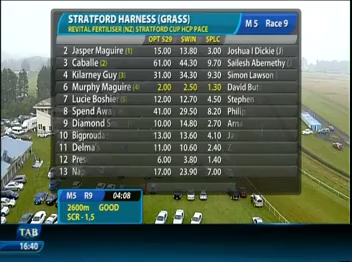 STRATFORD HARNESS (GRASS) M 5 Race 9
REVITAL FERTILISER (NZ) STRATFORD CUP HCP PACE
OPT 529 $WIN $PLC
2 Jasper Maguire (1) 15.00 13.80 3.00 Joshua I Dickie (J)
3 Caballe (2) 61.00 44.30 9.70 Sailesh Abernethy (J)
4 Kilarney Guy (3) 31.00 34.30 9.30 Simon Lawson
6 Murphy Maguire (4) 2.00 2.50 1.30 David But
7 Lucie Boshier 12.00 12.70 4.50 Stephen
8 Spend Awa 41.00 29.50 8.20 Philip
9 Diamond S 10.00 14.80 2.70
10 Bigprouda 13.00 13.60 4.10
11 Delma's 11.00 10.60 2.40
12 Pres 6.00 3.80 1.40
13 17.00 23.90 7.00
M5 R9 04:08
2600m GOOD
SCR - 1,5
TAB
16:40